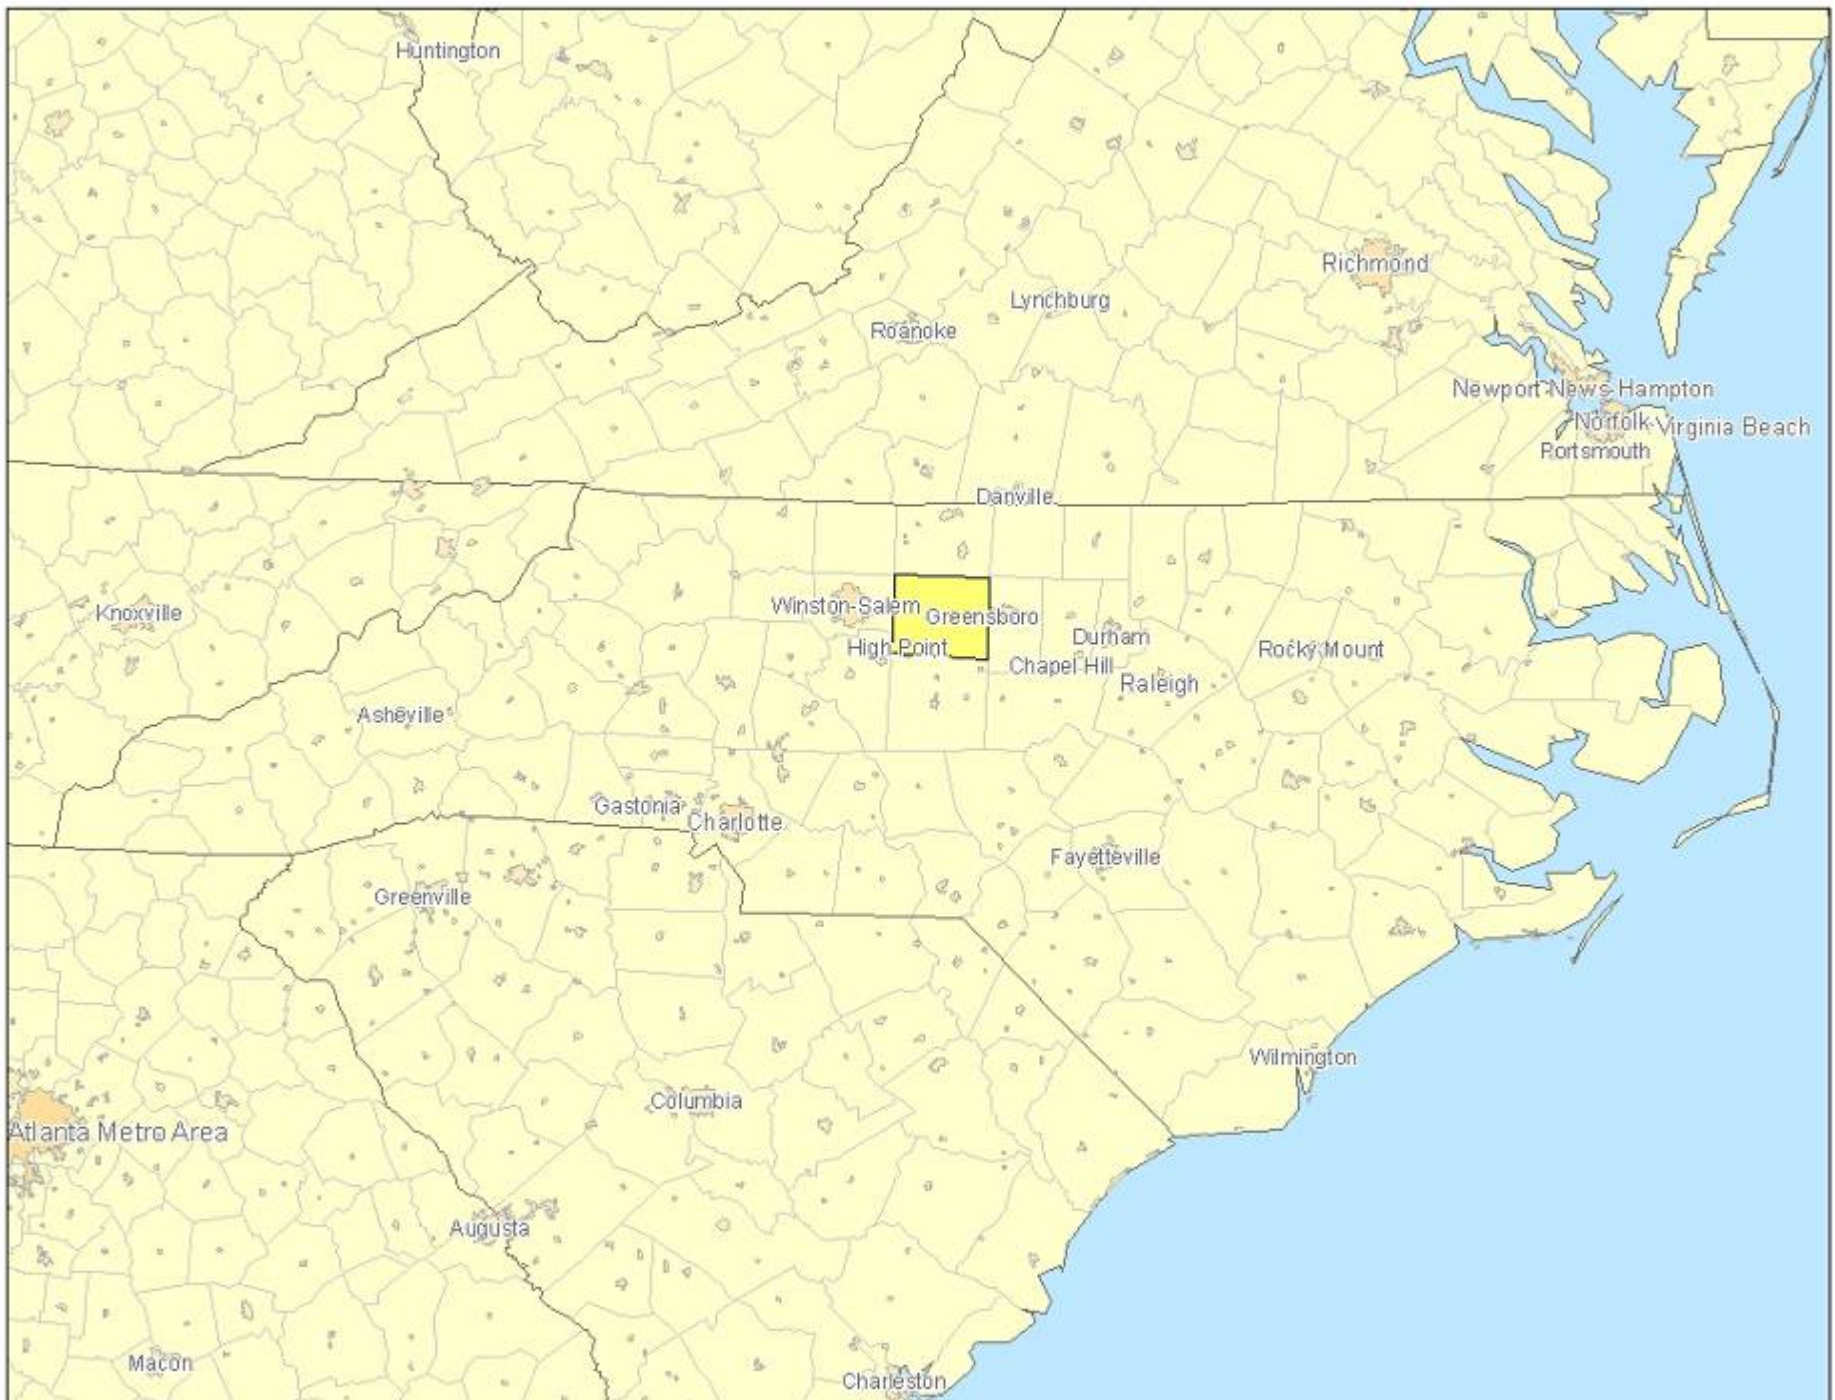 Huntington
Richmond
Lynchburg
Roanoke
Newport News Hampton
Norfolk
Virginia Beach
Portsmouth
Danville
Knoxville
Winston-Salem
Greensboro
High Point
Durham
Chapel Hill
Rocky Mount
Raleigh
Asheville
Gastonia
Charlotte
Fayetteville
Greenville
Wilmington
Columbia
Atlanta Metro Area
Augusta
Macon
Charleston